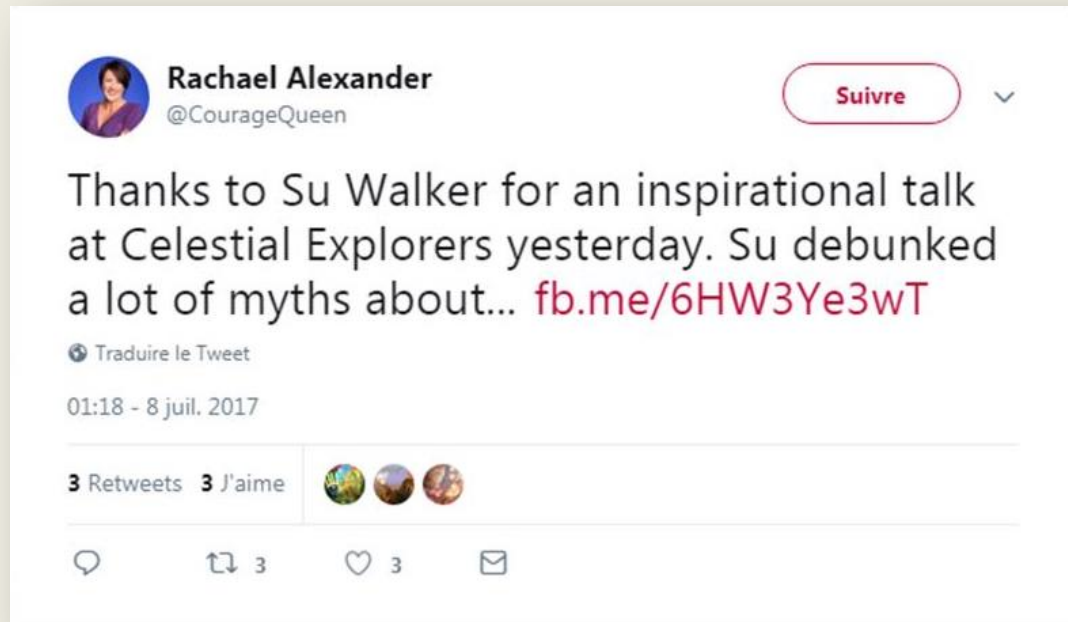 Rachael Alexander
@CourageQueen
Suivre
Thanks to Su Walker for an inspirational talk
at Celestial Explorers yesterday. Su debunked
a lot of myths about... fb.me/6HW3Ye3wT
Traduire le Tweet
01:18 - 8 juil. 2017
3 Retweets 3 J'aime
3 3